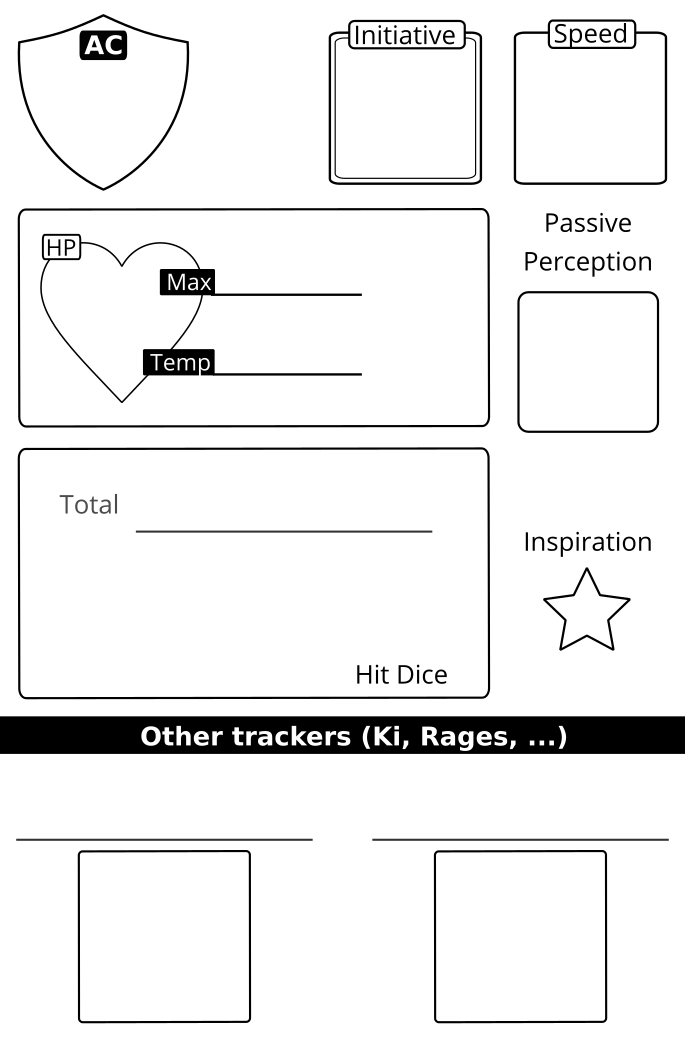 AC
Initiative
Speed
HP
Max
Temp
Passive
Perception
Total
Hit Dice
Inspiration
Other trackers (Ki, Rages, ...)